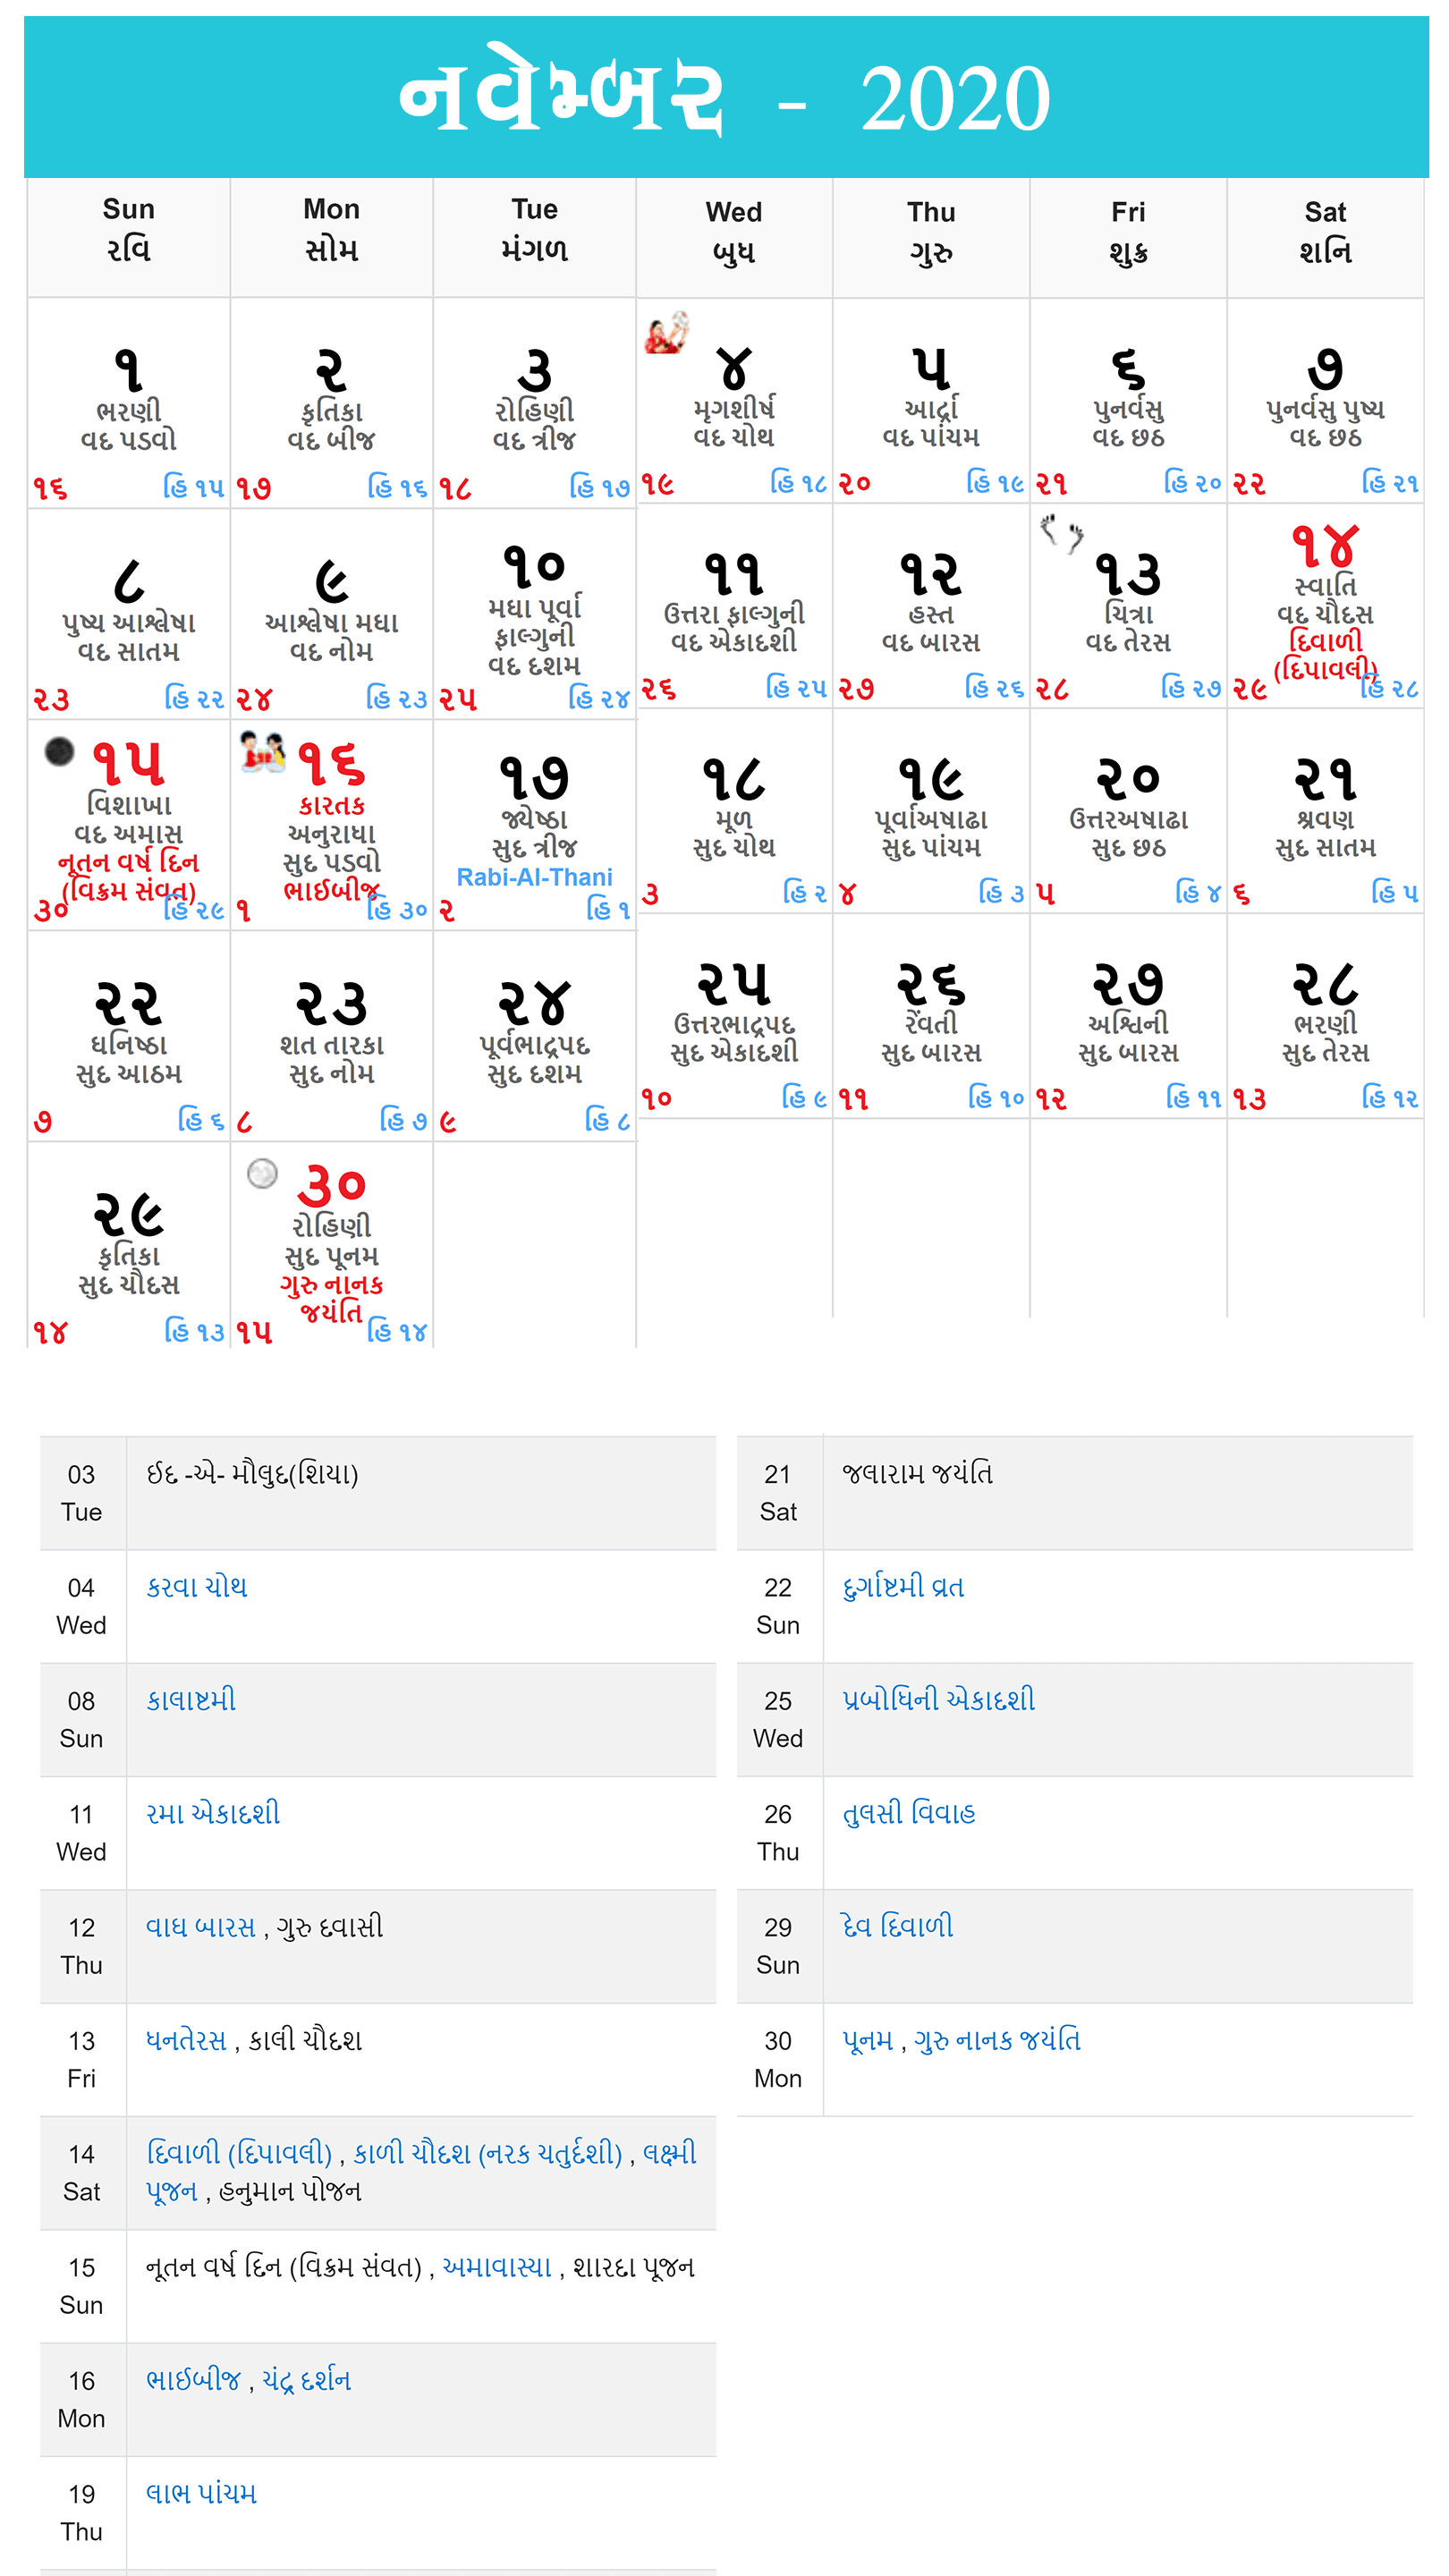 નવેમ્બર - 2020
Sun Mon Tue Wed Thu Fri Sat
રવિ સોમ મંગળ બુધ ગુરુ શુક્ર શનિ
૧
ભરણી
વદ પડવો
૧૬ હિ ૧૫
૨
કૃતિકા
વદ બીજ
૧૭ હિ ૧૬
૩
રોહિણી
વદ ત્રીજ
૧૮ હિ ૧૭
૪
મૃગશીર્ષ
વદ ચોથ
૧૯ હિ ૧૮
૫
આર્દ્રા
વદ પાંચમ
૨૦ હિ ૧૯
૬
પુનર્વસુ
વદ છઠ
૨૧ હિ ૨૦
૭
પુનર્વસુ પુષ્ય
વદ છઠ
૨૨ હિ ૨૧
૮
પુષ્ય આશ્લેષા
વદ સાતમ
૨૩ હિ ૨૨
૯
આશ્લેષા મઘા
વદ નોમ
૨૪ હિ ૨૩
૧૦
મઘા પૂર્વા
ફાલ્ગુની
વદ દશમ
૨૫ હિ ૨૪
૧૧
ઉત્તરા ફાલ્ગુની
વદ એકાદશી
૨૬ હિ ૨૫
૧૨
હસ્ત
વદ બારસ
૨૭ હિ ૨૬
૧૩
ચિત્રા
વદ તેરસ
૨૮ હિ ૨૭
૧૪
સ્વાતિ
વદ ચૌદસ
દિવાળી
(દિપાવલી)
૨૯ હિ ૨૮
૧૫
વિશાખા
વદ અમાસ
નૂતન વર્ષ દિન
(વિક્રમ સંવત)
૩૦ હિ ૨૯
૧૬
કારતક
અનુરાધા
સુદ પડવો
ભાઈબીજ
૧ હિ ૩૦
૧૭
જ્યેષ્ઠા
સુદ ત્રીજ
Rabi-Al-Thani
૨ હિ ૧
૧૮
મૂળ
સુદ ચોથ
૩ હિ ૨
૧૯
પૂર્વાઅષાઢા
સુદ પાંચમ
૪ હિ ૩
૨૦
ઉત્તરઅષાઢા
સુદ છઠ
૫ હિ ૪
૨૧
શ્રવણ
સુદ સાતમ
૬ હિ ૫
૨૨
ધનિષ્ઠા
સુદ આઠમ
૭ હિ ૬
૨૩
શત તારકા
સુદ નોમ
૮ હિ ૭
૨૪
પૂર્વભાદ્રપદ
સુદ દશમ
૯ હિ ૮
૨૫
ઉત્તરભાદ્રપદ
સુદ એકાદશી
૧૦ હિ ૯
૨૬
રેંવતી
સુદ બારસ
૧૧ હિ ૧૦
૨૭
અશ્વિની
સુદ બારસ
૧૨ હિ ૧૧
૨૮
ભરણી
સુદ તેરસ
૧૩ હિ ૧૨
૨૯
કૃતિકા
સુદ ચૌદસ
૧૪ હિ ૧૩
૩૦
રોહિણી
સુદ પૂનમ
ગુરુ નાનક
જયંતિ
૧૫ હિ ૧૪
03 ઈદ -એ- મૌલુદ(શિયા)
Tue
04 કરવા ચોથ
Wed
08 કાલાષ્ટમી
Sun
11 રમા એકાદશી
Wed
12 વાઘ બારસ , ગુરુ દવાસી
Thu
13 ધનતેરસ , કાલી ચૌદશ
Fri
14 દિવાળી (દિપાવલી) , કાળી ચૌદશ (નરક ચતુર્દશી) , લક્ષ્મી
Sat પૂજન , હનુમાન પોજન
15 નૂતન વર્ષ દિન (વિક્રમ સંવત) , અમાવાસ્યા , શારદા પૂજન
Sun
16 ભાઈબીજ , ચંદ્ર દર્શન
Mon
19 લાભ પાંચમ
Thu
21 જલારામ જયંતિ
Sat
22 દુર્ગાષ્ટમી વ્રત
Sun
25 પ્રબોધિની એકાદશી
Wed
26 તુલસી વિવાહ
Thu
29 દેવ દિવાળી
Sun
30 પૂનમ , ગુરુ નાનક જયંતિ
Mon